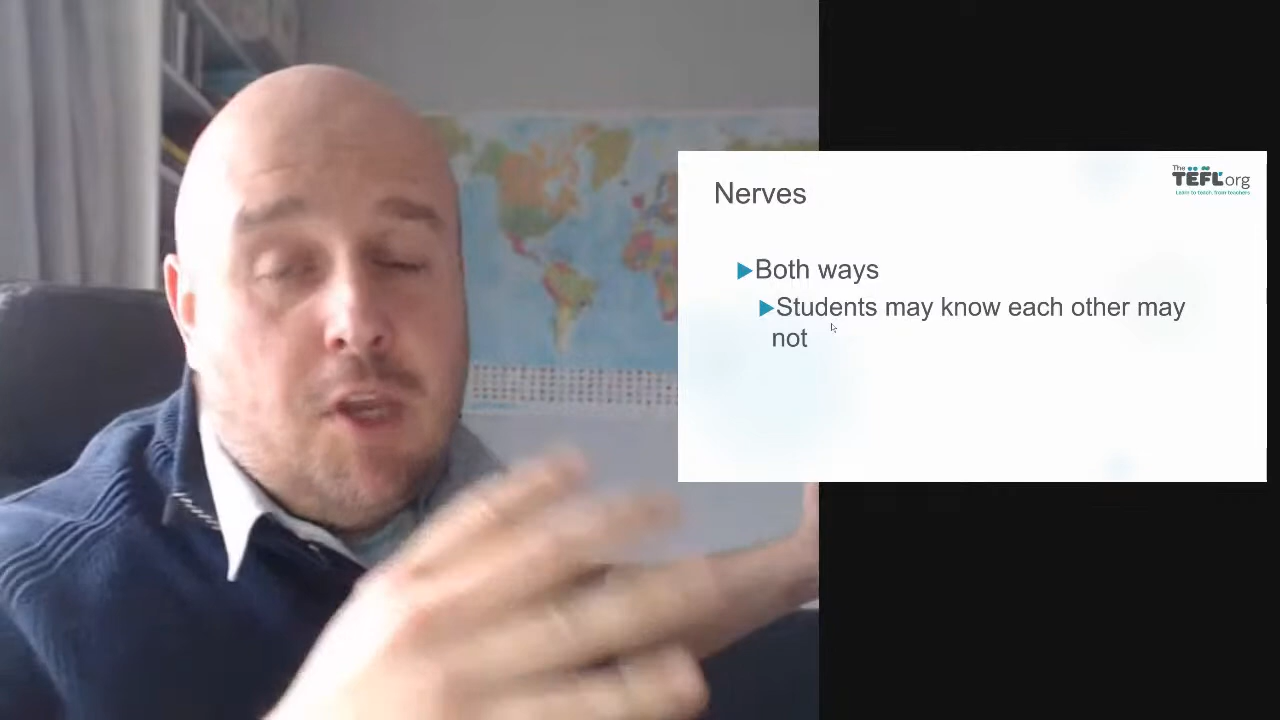 The
TEFL.org
Learn to teach, from teachers
Nerves
Both ways
Students may know each other may
not